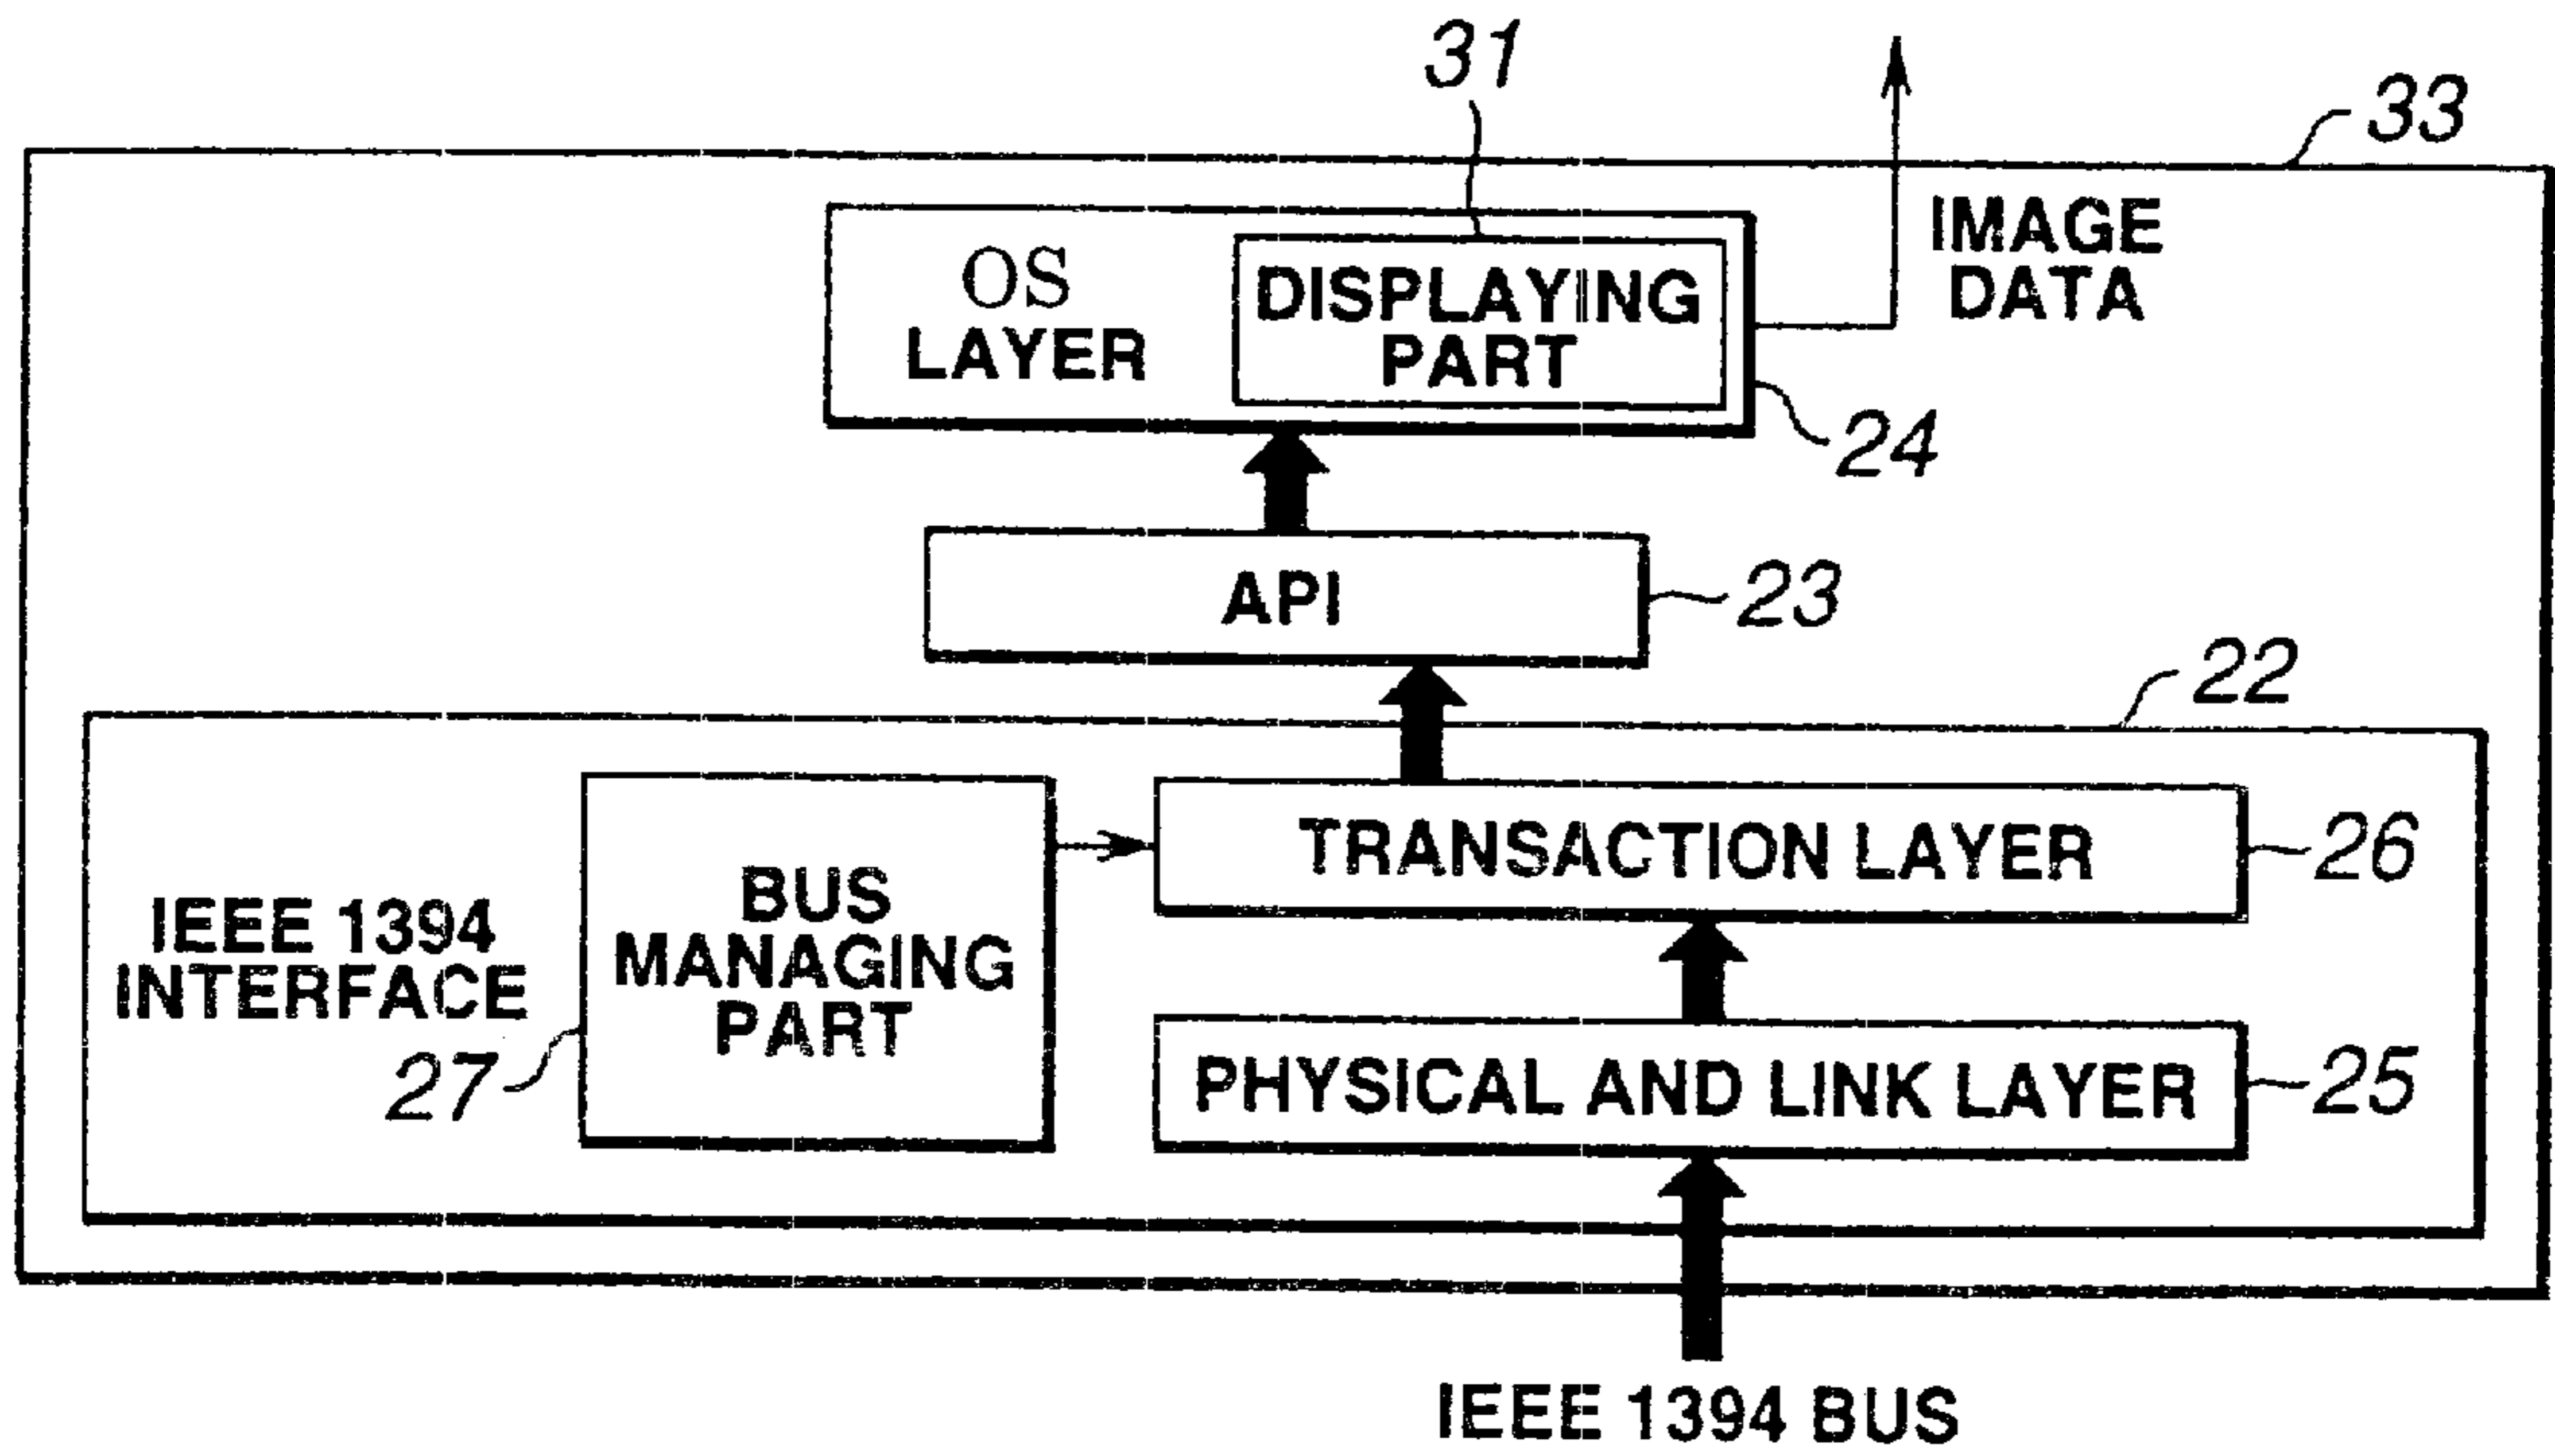 31
33
IMAGE
DATA
OS
LAYER
DISPLAYING
PART
24
API
23
22
TRANSACTION LAYER
26
BUS
MANAGING
PART
IEEE 1394
INTERFACE
27
PHYSICAL AND LINK LAYER
25
IEEE 1394 BUS